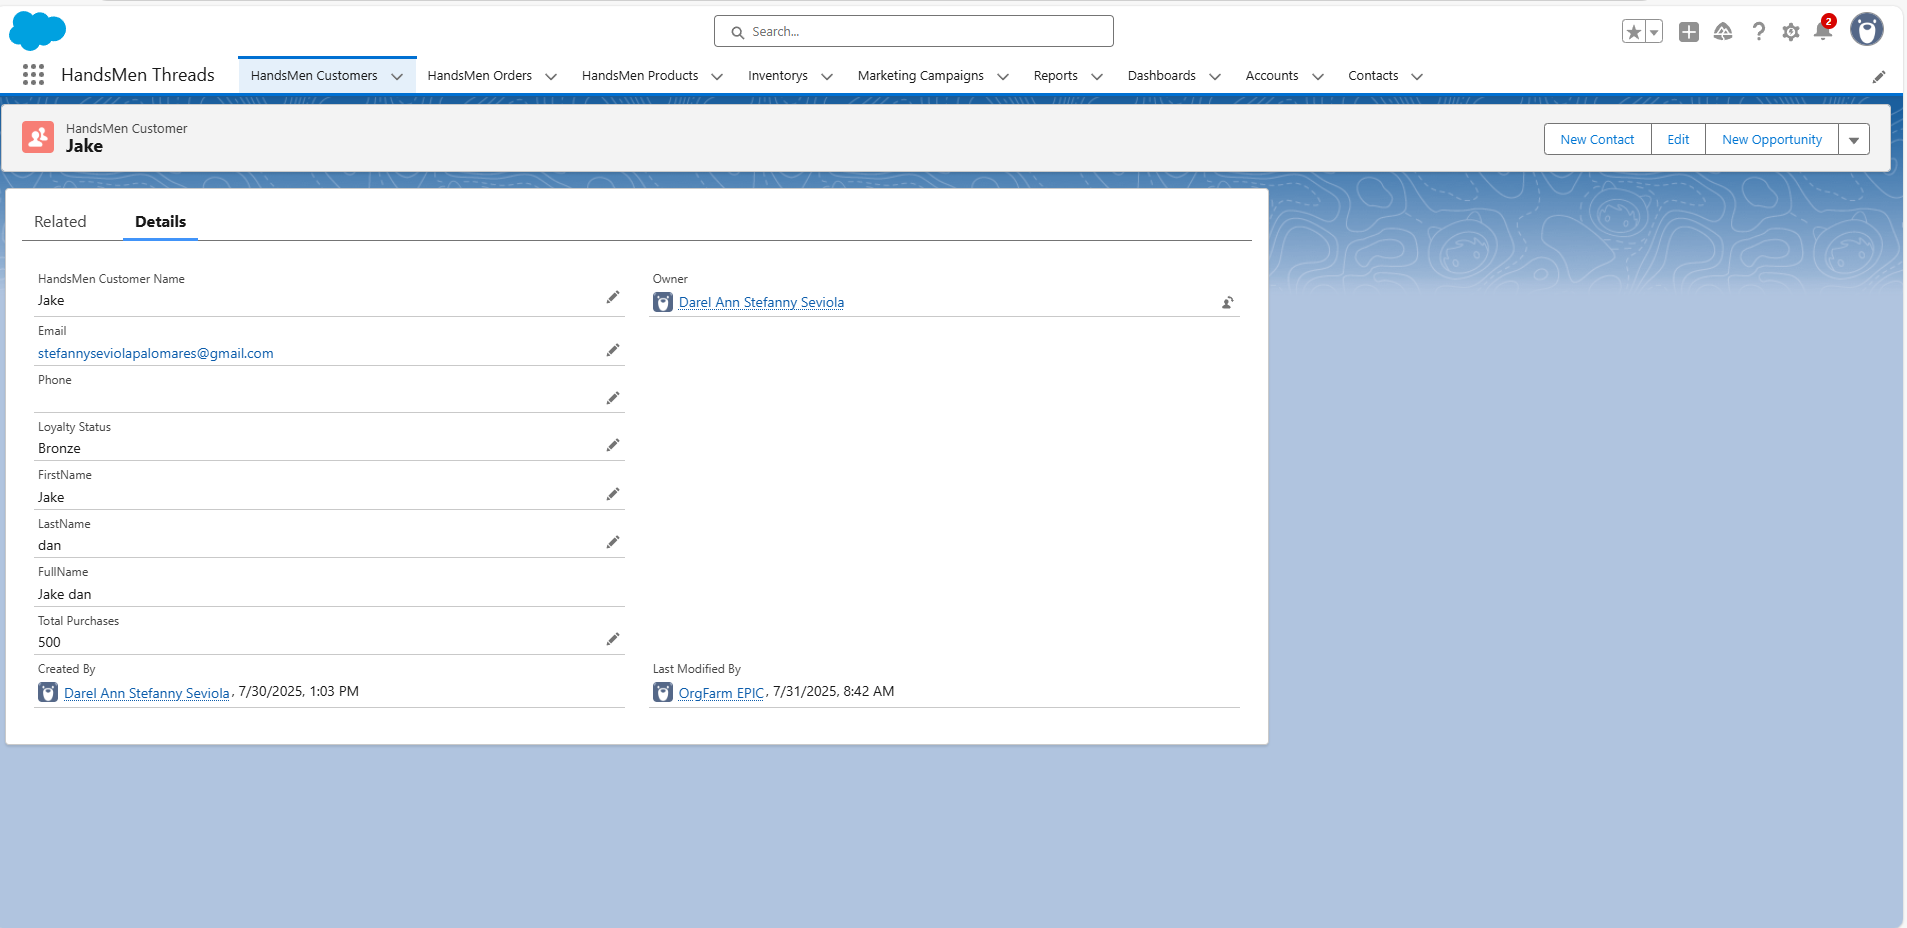 Search...
2
HandsMen Threads
HandsMen Customers
HandsMen Orders
HandsMen Products
Inventorys
Marketing Campaigns
Reports
Dashboards
Accounts
Contacts
HandsMen Customer
Jake
New Contact
Edit
New Opportunity
Related
Details
HandsMen Customer Name
Jake
Owner
Darel Ann Stefanny Seviola
Email
stefannyseviolapalomares@gmail.com
Phone
Loyalty Status
Bronze
FirstName
Jake
LastName
dan
FullName
Jake dan
Total Purchases
500
Created By
Darel Ann Stefanny Seviola, 7/30/2025, 1:03 PM
Last Modified By
OrgFarm EPIC, 7/31/2025, 8:42 AM